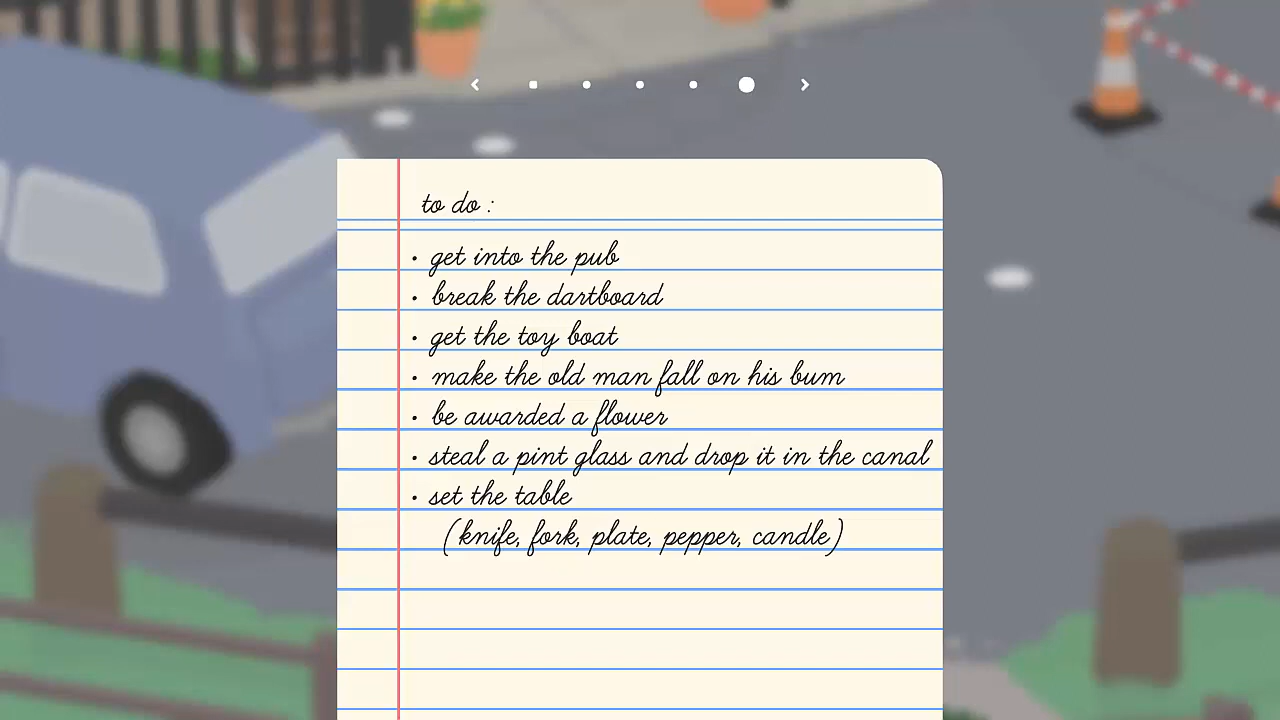 to do :
• get into the pub
• break the dartboard
• get the toy boat
• make the old man fall on his bum
• be awarded a flower
• steal a pint glass and drop it in the canal
• set the table
(knife, fork, plate, pepper, candle)